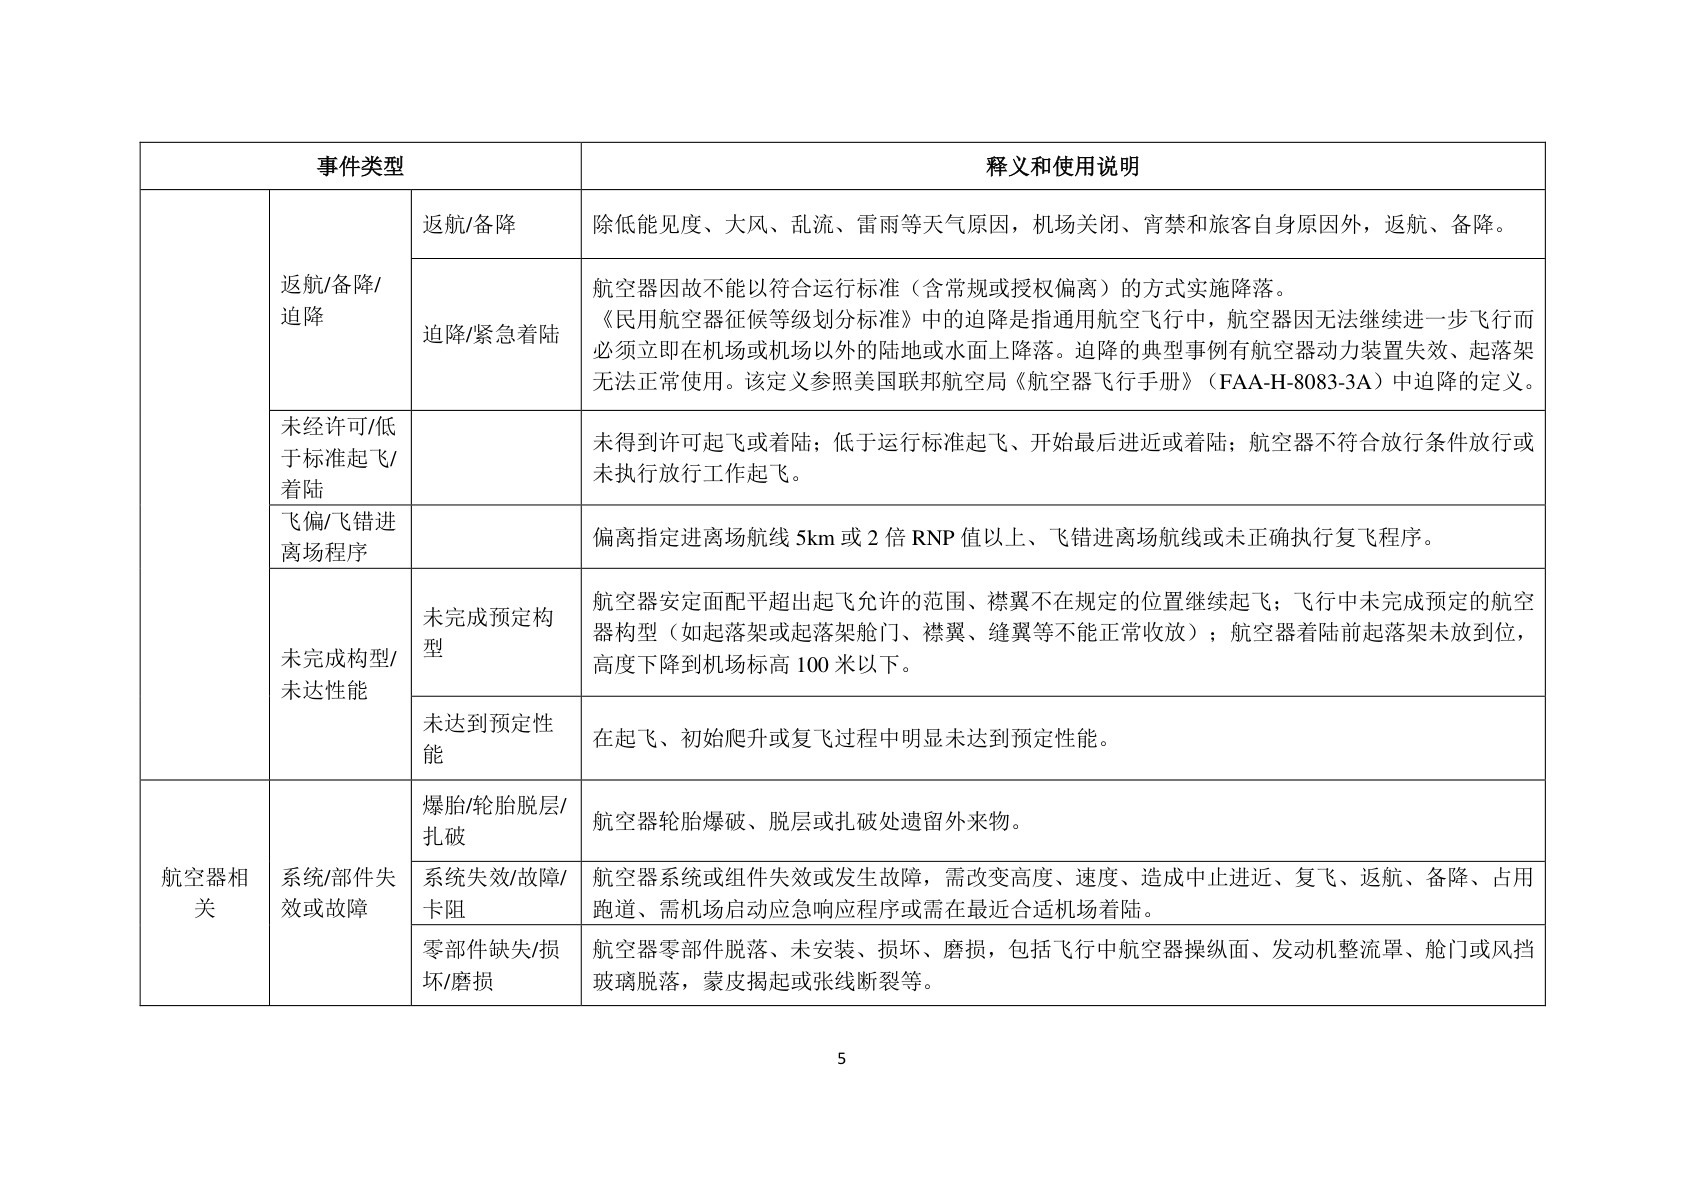 事件类型
释义和使用说明
返航/备降/
迫降
返航/备降
除低能见度、大风、乱流、雷雨等天气原因，机场关闭、宵禁和旅客自身原因外，返航、备降。
迫降/紧急着陆
航空器因故不能以符合运行标准（含常规或授权偏离）的方式实施降落。
《民用航空器征候等级划分标准》中的迫降是指通用航空飞行中，航空器因无法继续进一步飞行而
必须立即在机场或机场以外的陆地或水面上降落。迫降的典型事例有航空器动力装置失效、起落架
无法正常使用。该定义参照美国联邦航空局《航空器飞行手册》（FAA-H-8083-3A）中迫降的定义。
未经许可/低
于标准起飞/
着陆
未得到许可起飞或着陆；低于运行标准起飞、开始最后进近或着陆；航空器不符合放行条件放行或
未执行放行工作起飞。
飞偏/飞错进
离场程序
偏离指定进离场航线 5km 或 2 倍 RNP 值以上、飞错进离场航线或未正确执行复飞程序。
未完成构型/
未达性能
未完成预定构
型
航空器安定面配平超出起飞允许的范围、襟翼不在规定的位置继续起飞；飞行中未完成预定的航空
器构型（如起落架或起落架舱门、襟翼、缝翼等不能正常收放）；航空器着陆前起落架未放到位，
高度下降到机场标高 100 米以下。
未达到预定性
能
在起飞、初始爬升或复飞过程中明显未达到预定性能。
航空器相
关
系统/部件失
效或故障
爆胎/轮胎脱层/
扎破
航空器轮胎爆破、脱层或扎破处遗留外来物。
系统失效/故障/
卡阻
航空器系统或组件失效或发生故障，需改变高度、速度、造成中止进近、复飞、返航、备降、占用
跑道、需机场启动应急响应程序或需在最近合适机场着陆。
零部件缺失/损
坏/磨损
航空器零部件脱落、未安装、损坏、磨损，包括飞行中航空器操纵面、发动机整流罩、舱门或风挡
玻璃脱落，蒙皮揭起或张线断裂等。
5